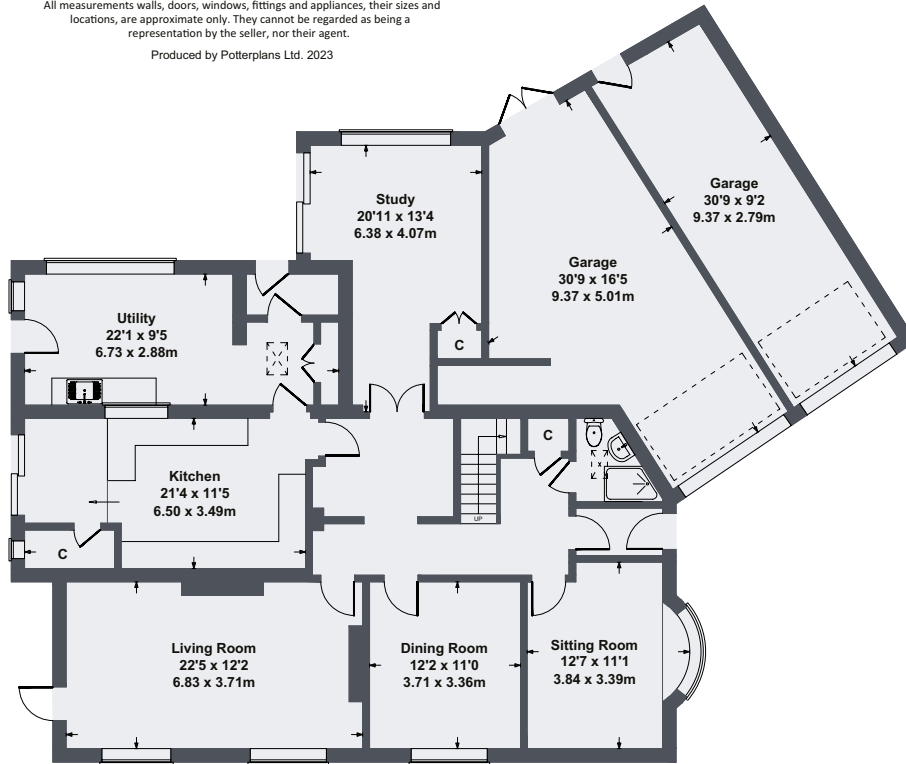 All measurements walls, doors, windows, fittings and appliances, their sizes and
locations, are approximate only. They cannot be regarded as being a
representation by the seller, nor their agent.
Produced by Potterplans Ltd. 2023
Garage
30'9 x 9'2
9.37 x 2.79m
Study
20'11 x 13'4
6.38 x 4.07m
Garage
30'9 x 16'5
9.37 x 5.01m
Utility
22'1 x 9'5
6.73 x 2.88m
C
C
Kitchen
21'4 x 11'5
6.50 x 3.49m
UP
C
Living Room
22'5 x 12'2
6.83 x 3.71m
Dining Room
12'2 x 11'0
3.71 x 3.36m
Sitting Room
12'7 x 11'1
3.84 x 3.39m